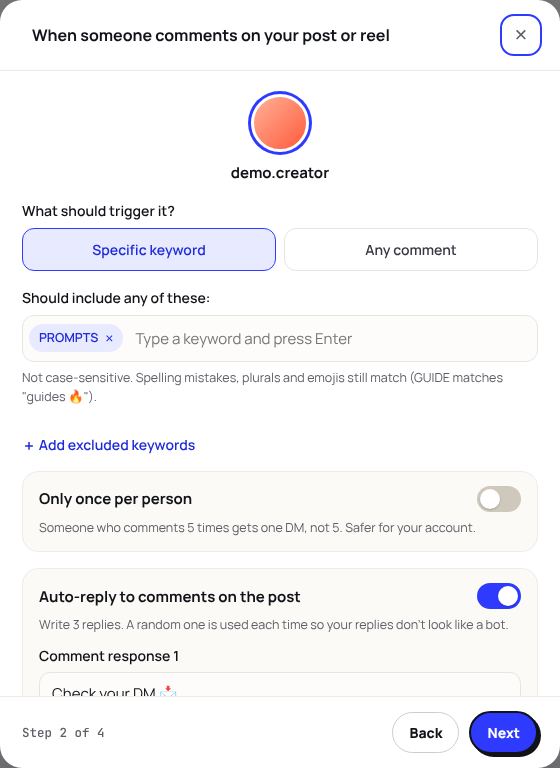 When someone comments on your post or reel
×
demo.creator
What should trigger it?
Specific keyword
Any comment
Should include any of these:
PROMPTS ×
Type a keyword and press Enter
Not case-sensitive. Spelling mistakes, plurals and emojis still match (GUIDE matches
"guides 🔥").
+ Add excluded keywords
Only once per person
Someone who comments 5 times gets one DM, not 5. Safer for your account.
Auto-reply to comments on the post
Write 3 replies. A random one is used each time so your replies don't look like a bot.
Comment response 1
Check your DM 📩
Step 2 of 4
Back
Next